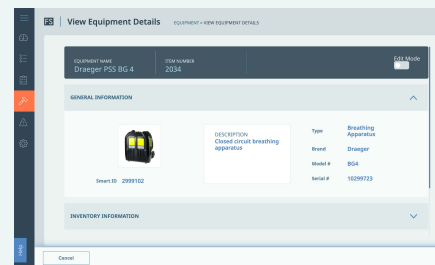 FS View Equipment Details EQUIPMENT > VIEW EQUIPMENT DETAILS
EQUIPMENT NAME ITEM NUMBER Edit Mode
Draeger PSS BG 4 2034
GENERAL INFORMATION
DESCRIPTION
Closed circuit breathing
apparatus
Type Breathing
Apparatus
Brand Draeger
Model # BG4
Serial # 10299723
Smart ID 2999102
INVENTORY INFORMATION
Help
Cancel